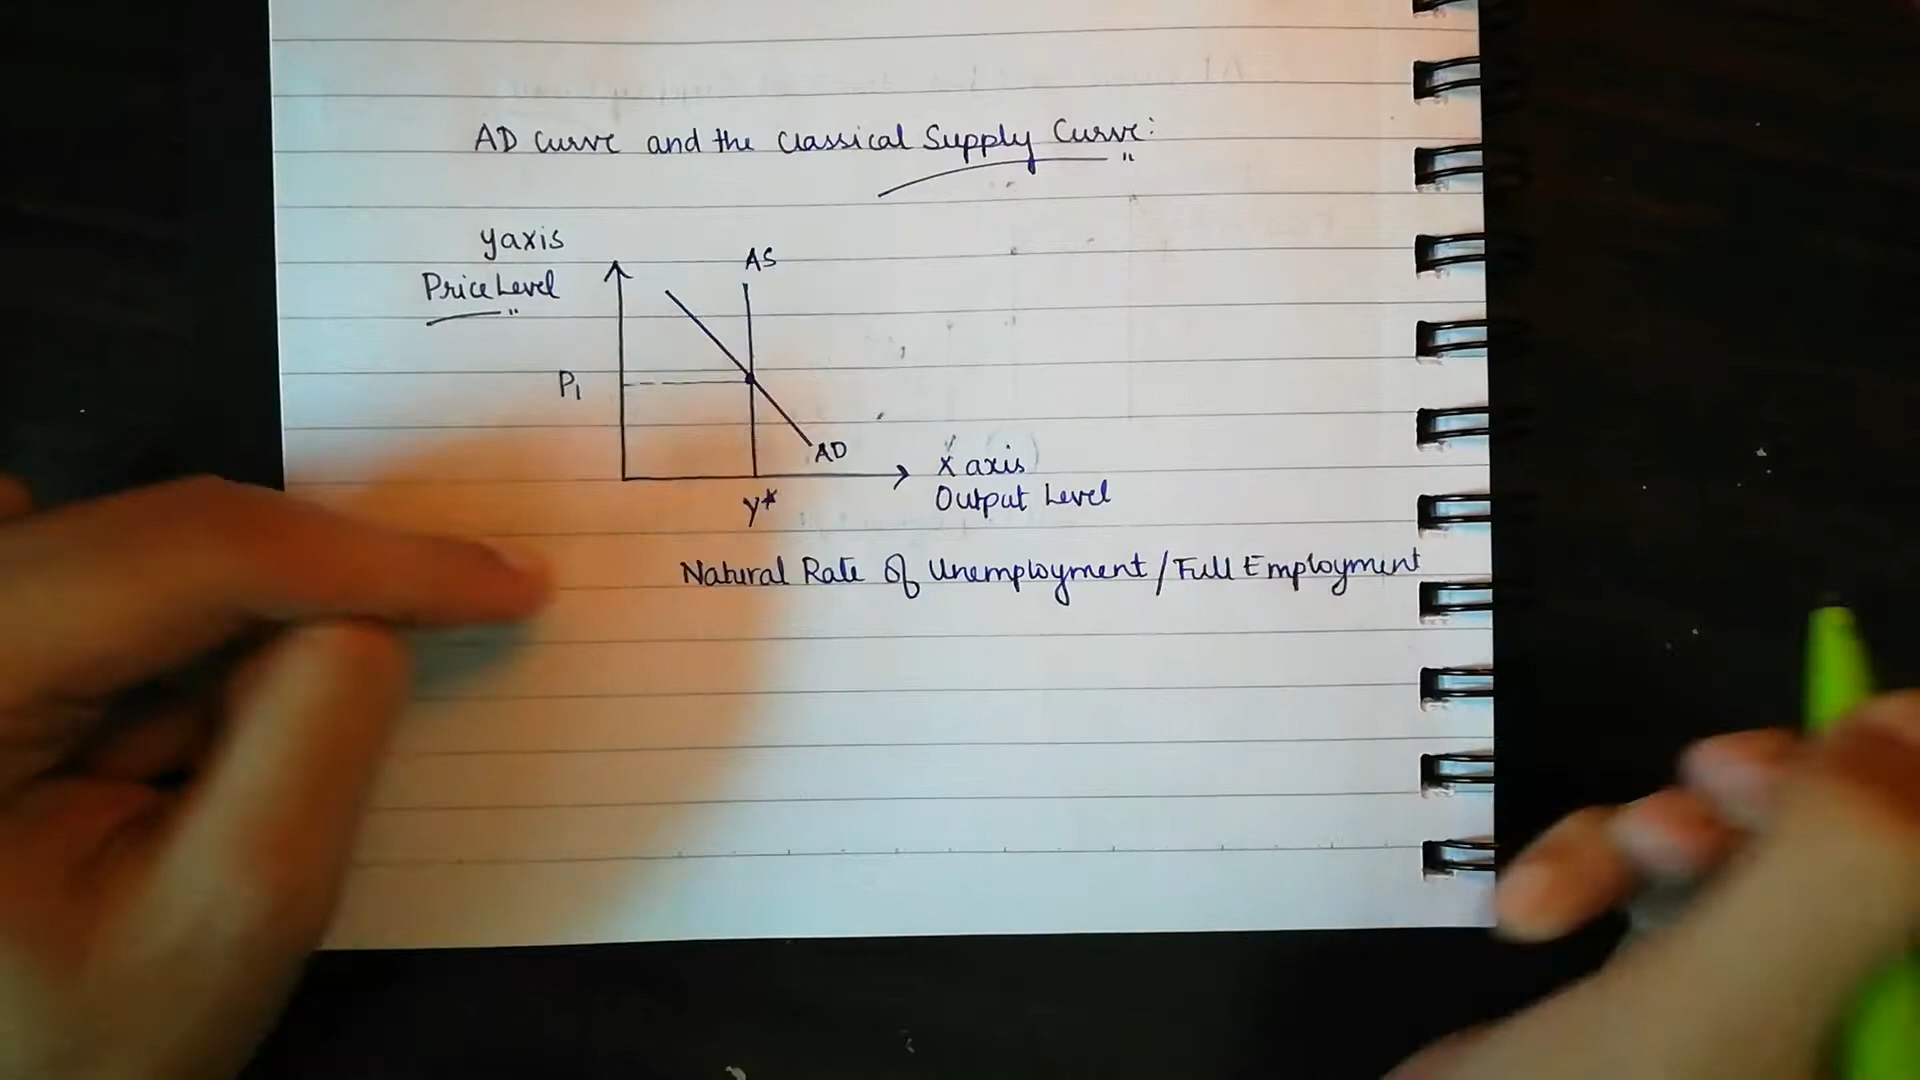 AD Curve and the Classical Supply Curve:
yaxis
Price Level
AS
P1
AD
X axis
Output Level
y*
Natural Rate Of Unemployment / Full Employment